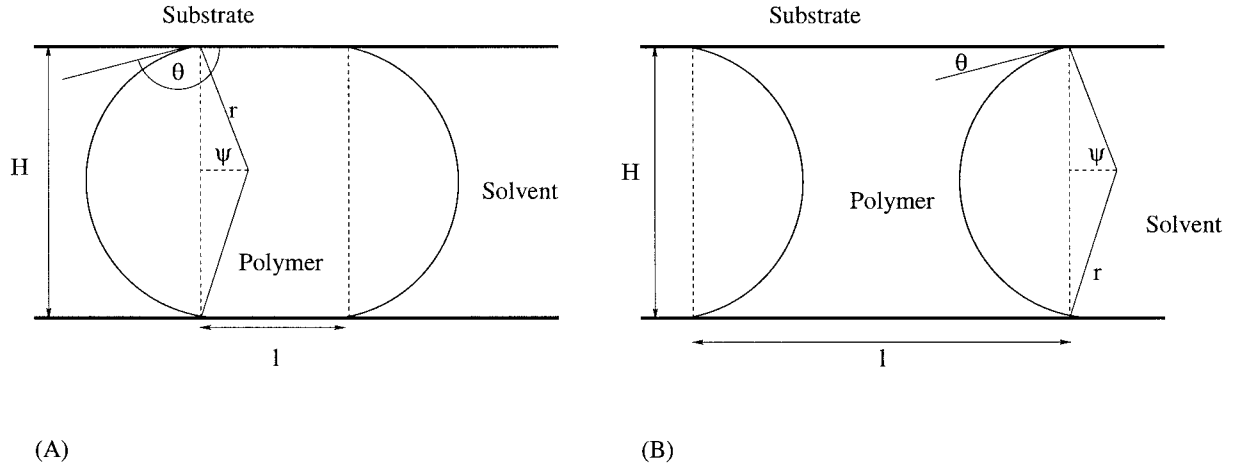 Substrate
θ
r
ψ
H
Solvent
Polymer
l
(A)
Substrate
θ
ψ
H
Polymer
Solvent
r
l
(B)